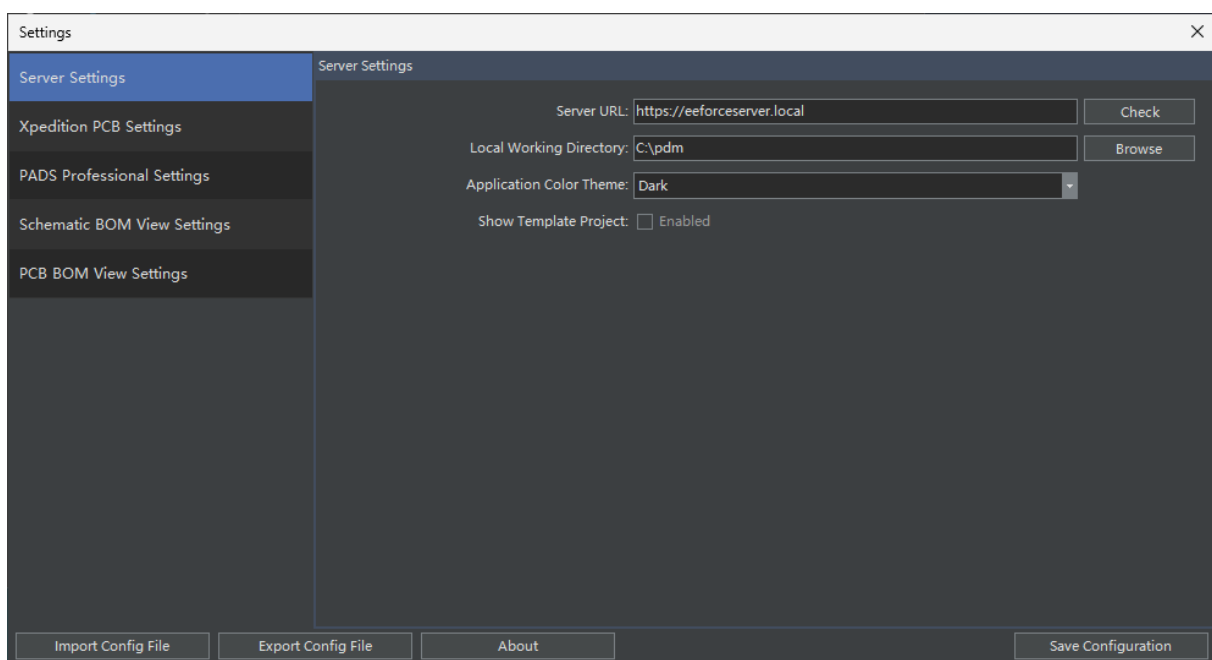 Settings
Server Settings
Xpedition PCB Settings
PADS Professional Settings
Schematic BOM View Settings
PCB BOM View Settings
Server Settings
Server URL: https://eeforceserver.local Check
Local Working Directory: C:\pdm Browse
Application Color Theme: Dark
Show Template Project: Enabled
Import Config File Export Config File About Save Configuration